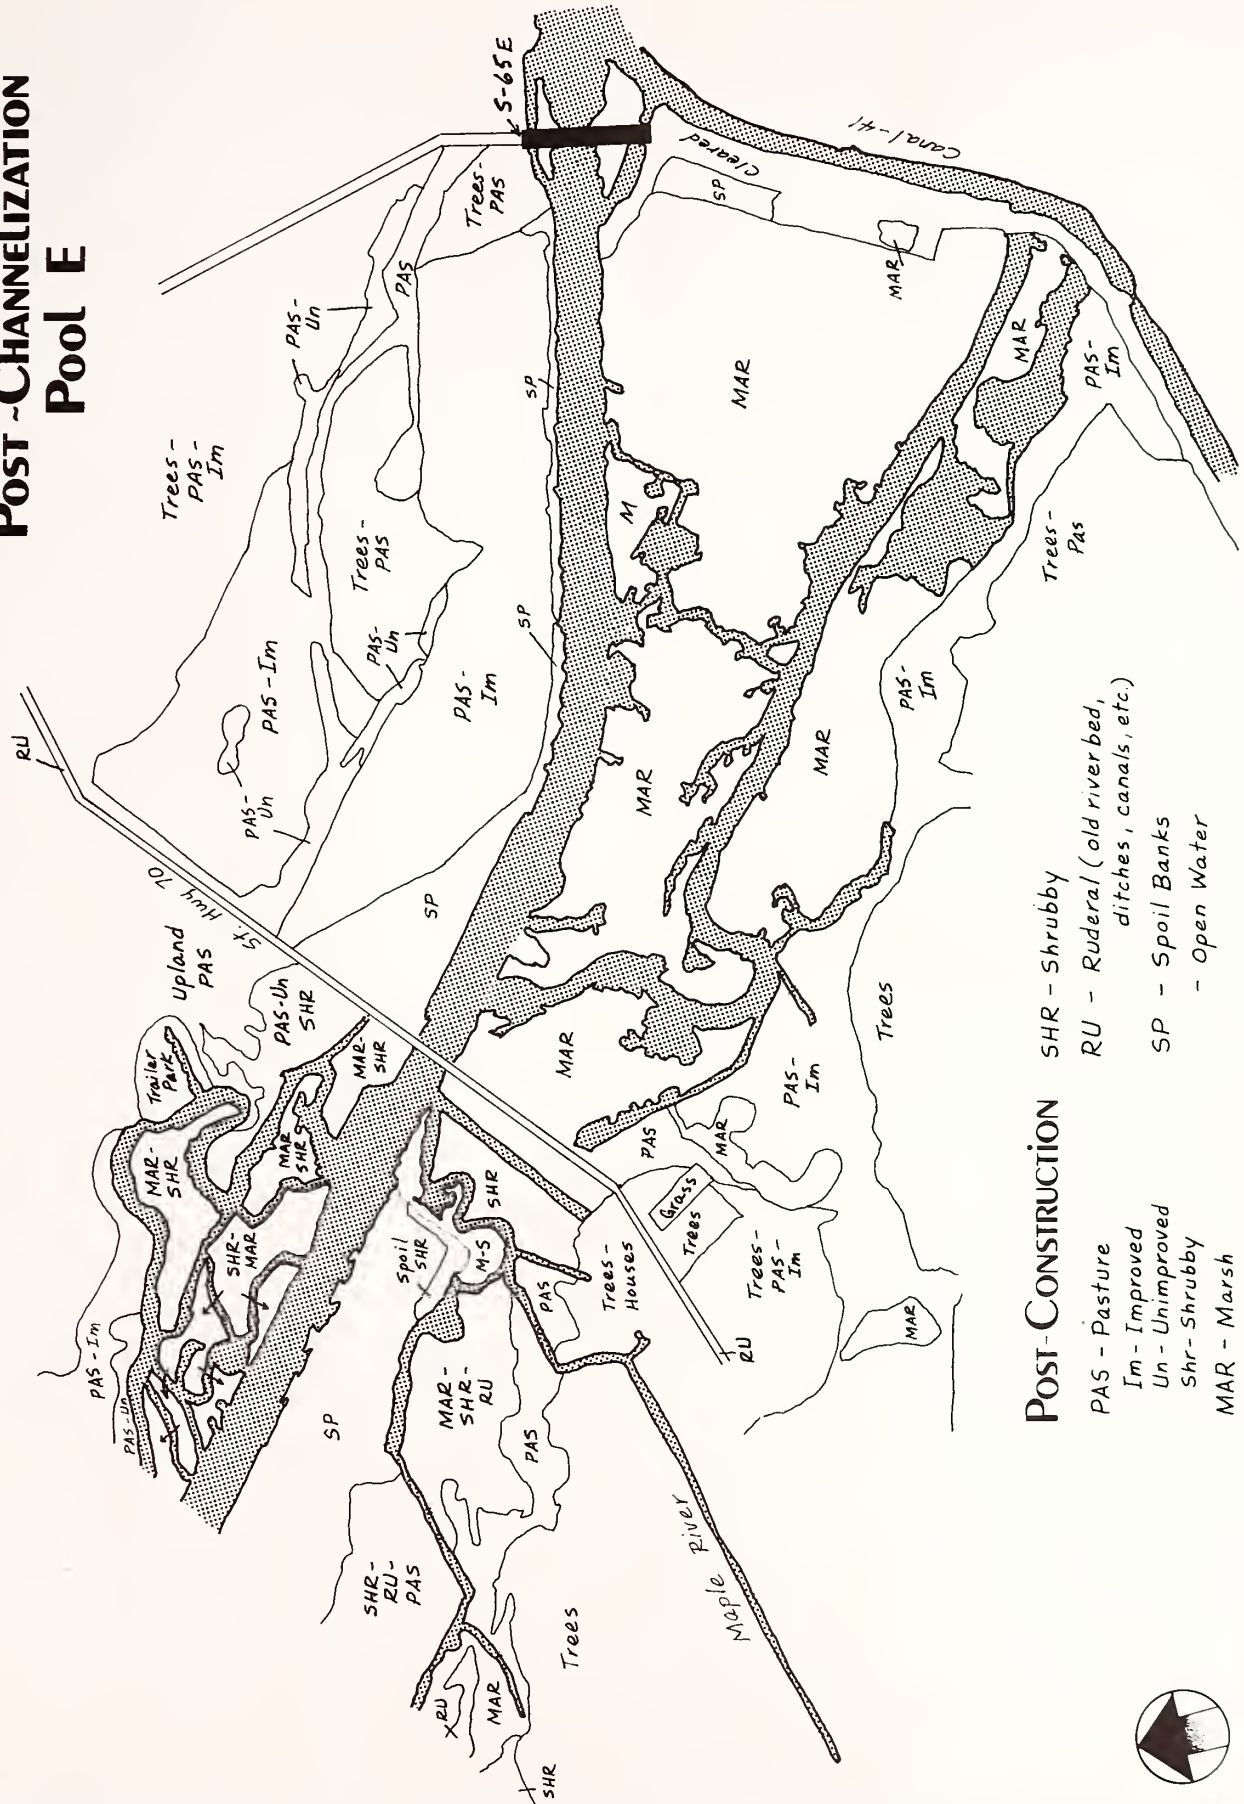 POST-CHANNELIZATION
Pool E
S-65E
RU
St. Hwy 70
Trees-
PAS-
Im
PAS-
Un
PAS
Trees-
PAS
Cleared
SP
Canal-41
MAR
PAS-Im
PAS-
Un
Trees-
PAS
PAS-
Un
PAS-
Im
SP
SP
SP
MAR
M
MAR
MAR
MAR
PAS-
Im
Trees-
Pas
PAS-
Im
Trees
Upland
PAS
PAS-Un
SHR
Trailer
Park
MAR-
SHR
MAR
SHR
MAR-
SHR
SHR-
MAR
PAS-Im
PAS-Un
SP
Spoil
SHR
M-S
SHR
MAR
PAS
MAR
PAS-
Im
Grass
Trees
Trees-
PAS-
Im
MAR
Trees-
Houses
PAS
RU
MAR-
SHR-
RU
PAS
SHR-
RU-
PAS
Trees
Maple River
RU
MAR
SHR
POST-CONSTRUCTION
PAS - Pasture
Im - Improved
Un - Unimproved
Shr - Shrubby
MAR - Marsh
SHR - Shrubby
RU - Ruderal (old riverbed,
ditches, canals, etc.)
SP - Spoil Banks
- Open Water